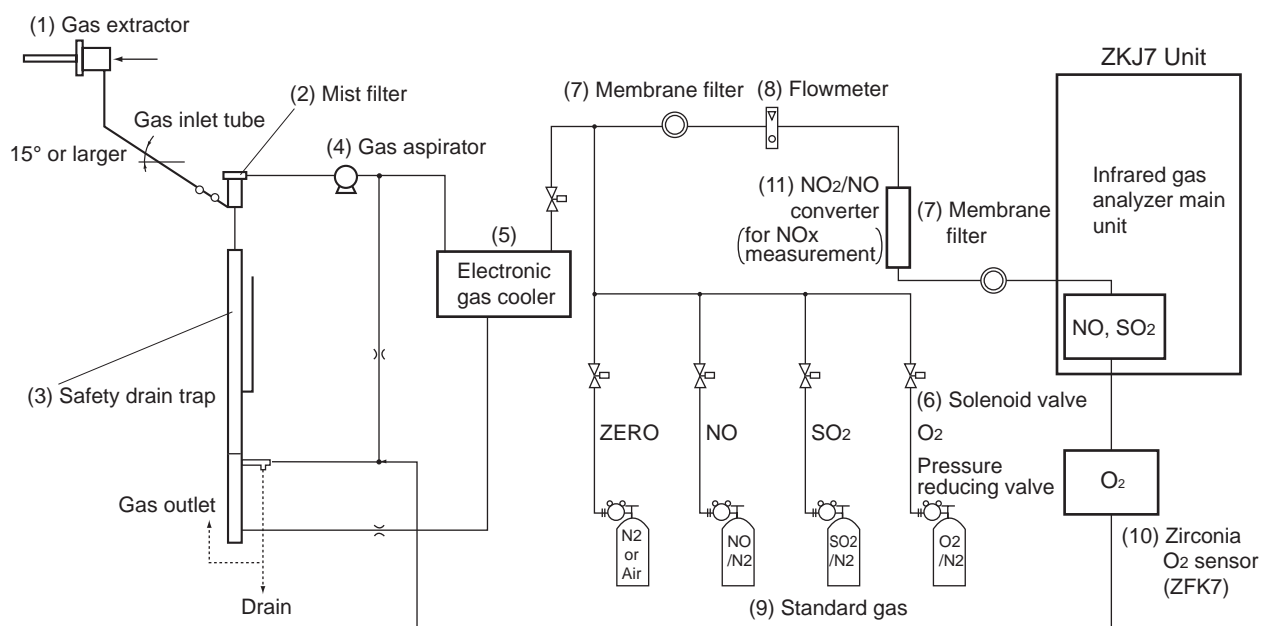 (1) Gas extractor
ZKJ7 Unit
(2) Mist filter
(7) Membrane filter
(8) Flowmeter
Gas inlet tube
15° or larger
(4) Gas aspirator
Infrared gas
analyzer main
unit
(11) NO2/NO
converter
(for NOx
measurement)
(7) Membrane
filter
(5)
Electronic
gas cooler
NO, SO2
(3) Safety drain trap
(6) Solenoid valve
ZERO
NO
SO2
O2
Pressure
reducing valve
O2
Gas outlet
N2
or
Air
NO
/N2
SO2
/N2
O2
/N2
(10) Zirconia
O2 sensor
(ZFK7)
Drain
(9) Standard gas